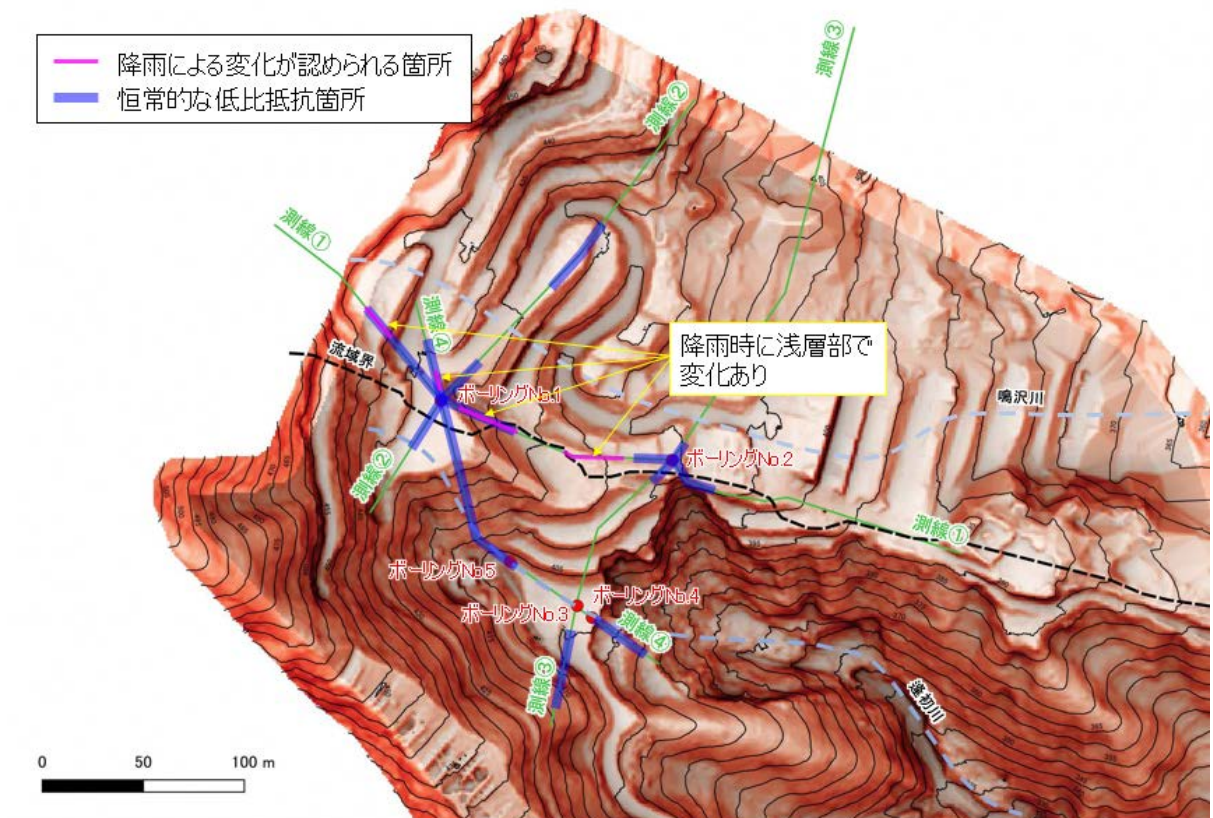 降雨による変化が認められる箇所
恒常的な低比抵抗箇所
測線③
測線②
測線①
測線④
降雨時に浅層部で
変化あり
流域界
ボーリングNo.1
鳴沢川
ボーリングNo.2
測線②
測線①
ボーリングNo.5
ボーリングNo.4
ボーリングNo.3
測線④
測線③
逢初川
0 50 100 m